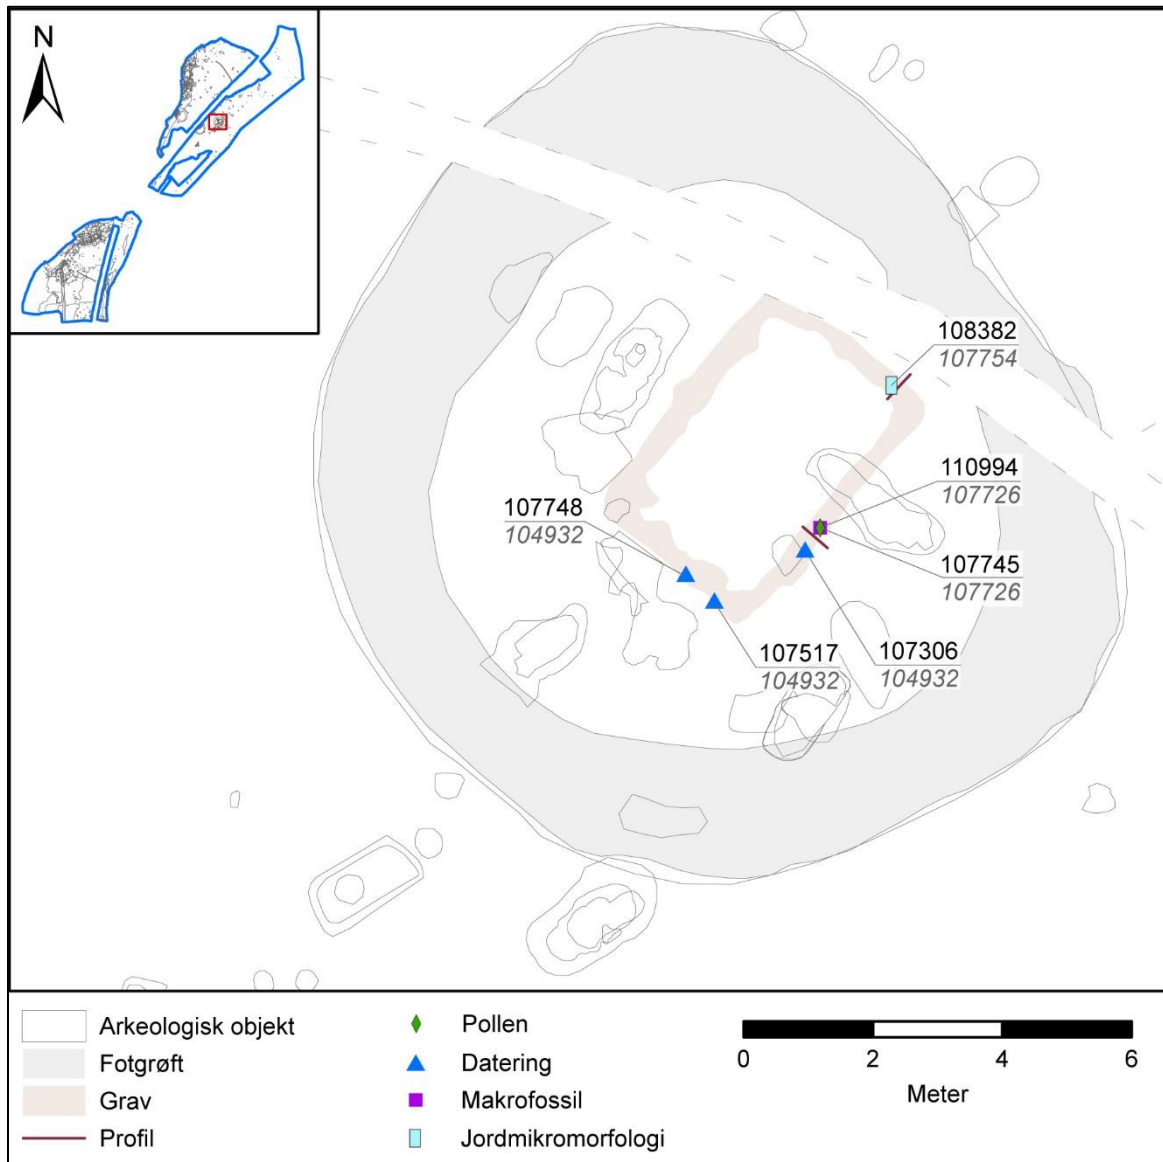 N
108382
107754
110994
107726
107748
104932
107745
107726
107517
104932
107306
104932
Arkeologisk objekt
Fotgrøft
Grav
Profil
Pollen
Datering
Makrofossil
Jordmikromorfologi
0 2 4 6
Meter